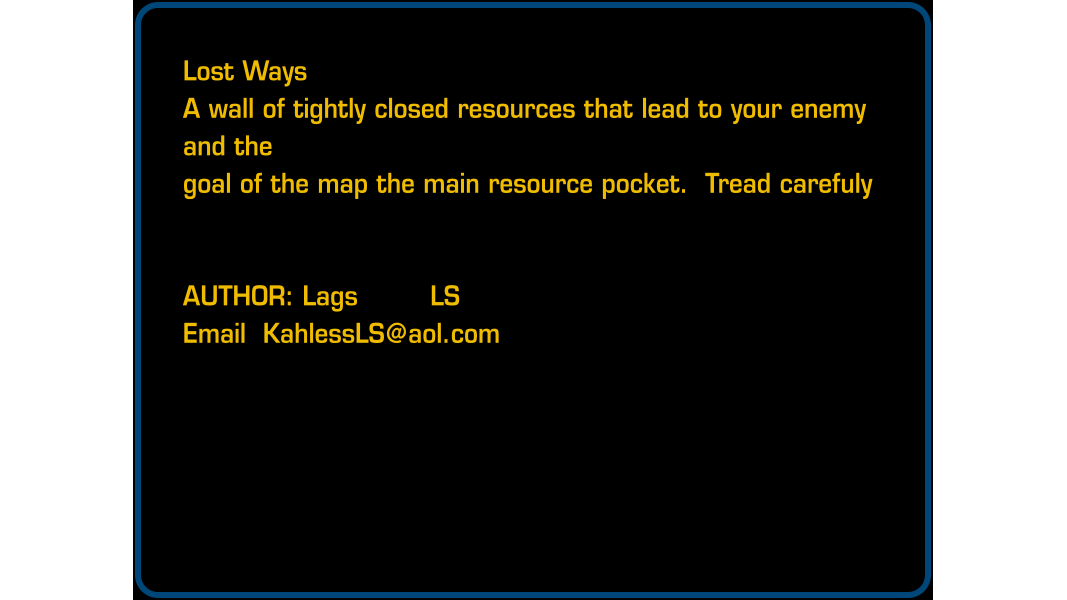 Lost Ways
A wall of tightly closed resources that lead to your enemy
and the
goal of the map the main resource pocket.  Tread carefuly
AUTHOR: Lags        LS
Email  KahlessLS@aol.com